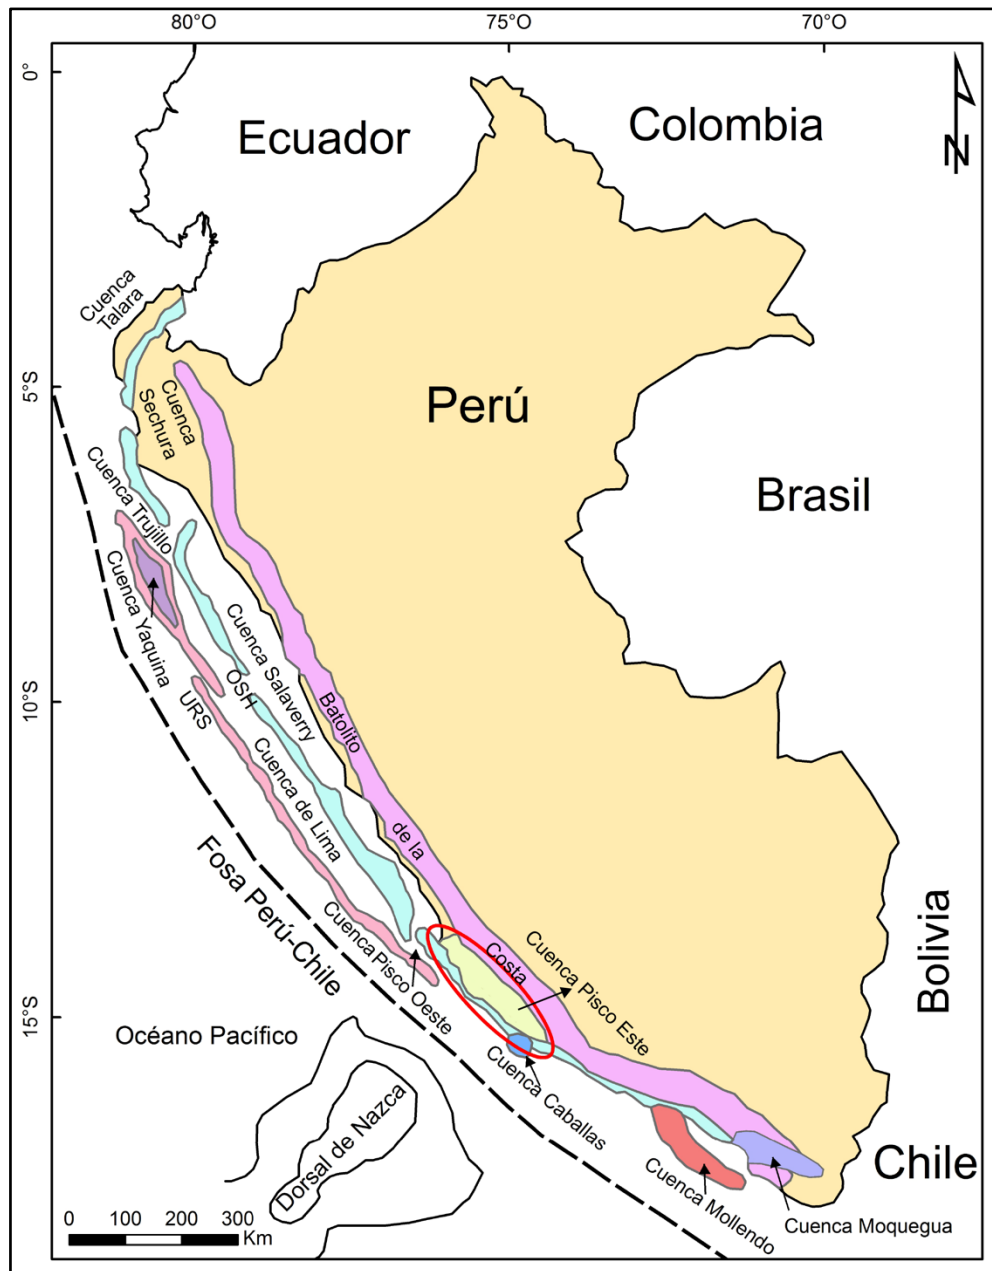 80°O
75°O
70°O
0°
5°S
10°S
15°S
N
Ecuador
Colombia
Perú
Brasil
Bolivia
Chile
Cuenca
Talara
Cuenca
Sechura
Cuenca Trujillo
Cuenca Yaquina
Cuenca Salaverry
OSH
URS
Cuenca de Lima
Batolito
de la
Costa
Fosa Perú-Chile
Cuenca
Pisco Oeste
Cuenca Pisco Este
Cuenca Caballas
Océano Pacífico
Dorsal de Nazca
Cuenca Mollendo
Cuenca Moquegua
0 100 200 300
Km